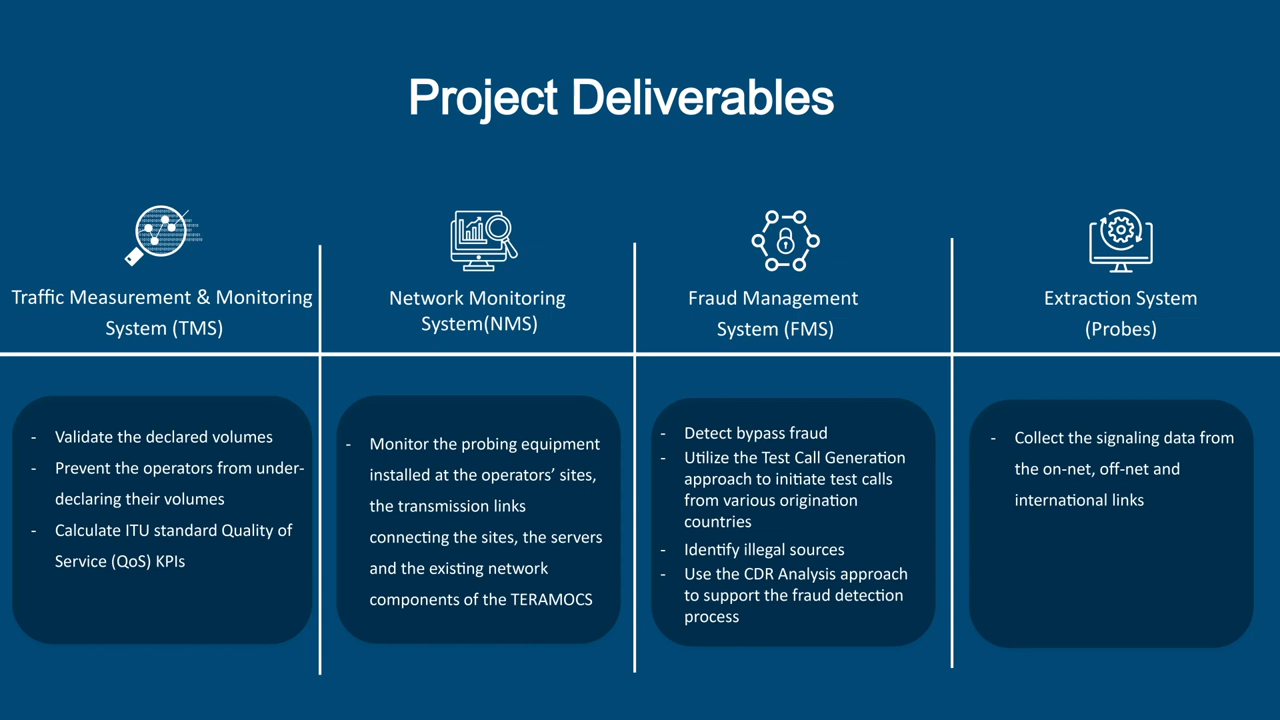 Project Deliverables
Traffic Measurement & Monitoring
System (TMS)
Network Monitoring
System(NMS)
Fraud Management
System (FMS)
Extraction System
(Probes)
- Validate the declared volumes
- Prevent the operators from under-
declaring their volumes
- Calculate ITU standard Quality of
Service (QoS) KPIs
- Monitor the probing equipment
installed at the operators’ sites,
the transmission links
connecting the sites, the servers
and the existing network
components of the TERAMOCS
- Detect bypass fraud
- Utilize the Test Call Generation
approach to initiate test calls
from various origination
countries
- Identify illegal sources
- Use the CDR Analysis approach
to support the fraud detection
process
- Collect the signaling data from
the on-net, off-net and
international links